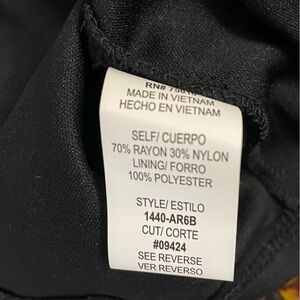 RN#
MADE IN VIETNAM
HECHO EN VIETNAM
SELF/ CUERPO
70% RAYON 30% NYLON
LINING/ FORRO
100% POLYESTER
STYLE/ ESTILO
1440-AR6B
CUT/ CORTE
#09424
SEE REVERSE
VER REVERSO